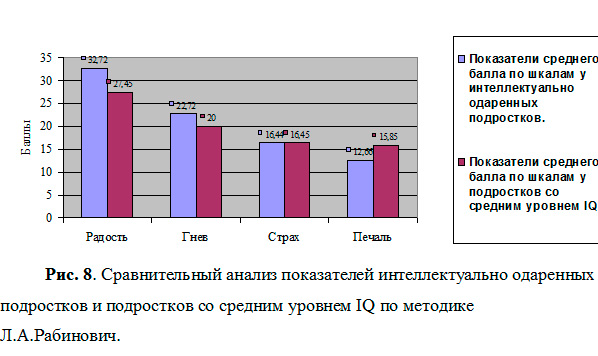 35
30
25
20
15
10
5
0
Баллы
32,72
27,45
22,72
20
16,44
16,45
12,66
15,85
Радость
Гнев
Страх
Печаль
Показатели среднего
балла по шкалам у
интеллектуально
одаренных
подростков.
Показатели среднего
балла по шкалам у
подростков со
средним уровнем IQ
Рис. 8. Сравнительный анализ показателей интеллектуально одаренных
подростков и подростков со средним уровнем IQ по методике
Л.А.Рабинович.